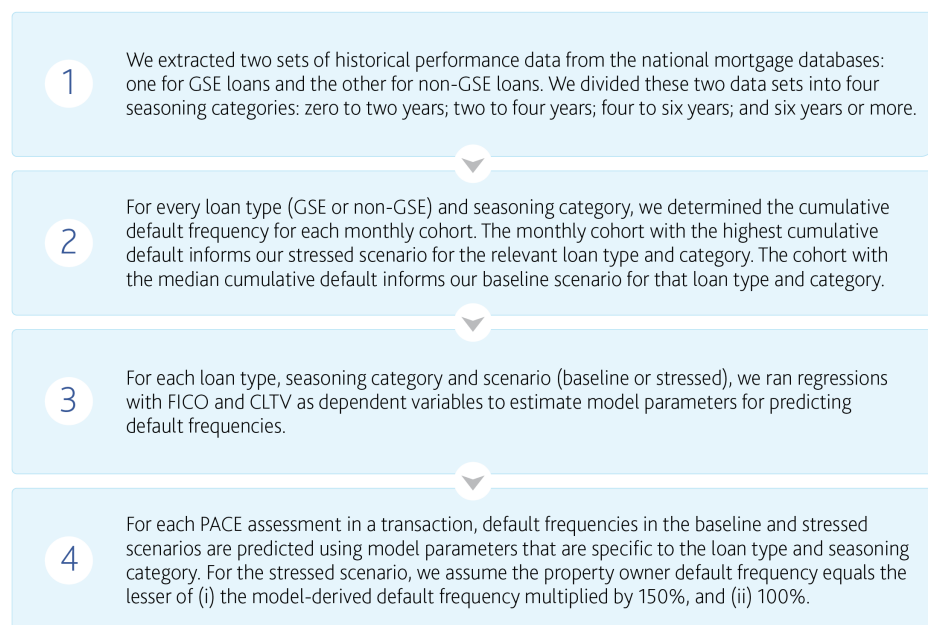 1
We extracted two sets of historical performance data from the national mortgage databases:
one for GSE loans and the other for non-GSE loans. We divided these two data sets into four
seasoning categories: zero to two years; two to four years; four to six years; and six years or more.
2
For every loan type (GSE or non-GSE) and seasoning category, we determined the cumulative
default frequency for each monthly cohort. The monthly cohort with the highest cumulative
default informs our stressed scenario for the relevant loan type and category. The cohort with
the median cumulative default informs our baseline scenario for that loan type and category.
3
For each loan type, seasoning category and scenario (baseline or stressed), we ran regressions
with FICO and CLTV as dependent variables to estimate model parameters for predicting
default frequencies.
4
For each PACE assessment in a transaction, default frequencies in the baseline and stressed
scenarios are predicted using model parameters that are specific to the loan type and seasoning
category. For the stressed scenario, we assume the property owner default frequency equals the
lesser of (i) the model-derived default frequency multiplied by 150%, and (ii) 100%.